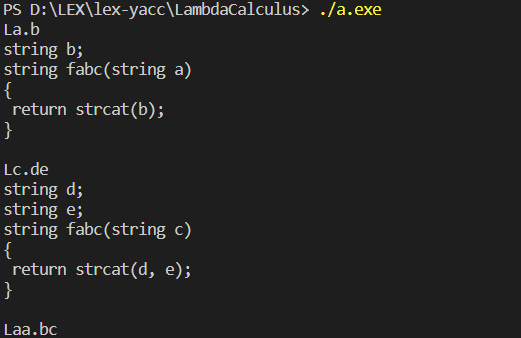 PS D:\LEX\lex-yacc\LambdaCalculus> ./a.exe
La.b
string b;
string fabc(string a)
{
 return strcat(b);
}

Lc.de
string d;
string e;
string fabc(string c)
{
 return strcat(d, e);
}

Laa.bc